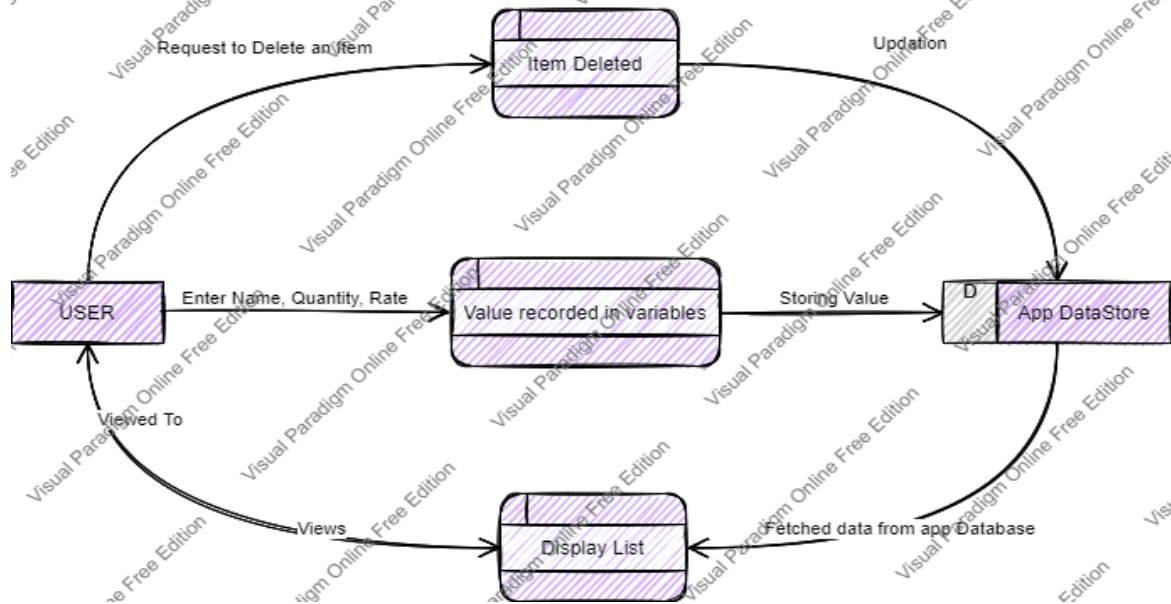 Request to Delete an Item
Item Deleted
Updation
USER
Enter Name, Quantity, Rate
Value recorded in variables
Storing Value
D
App DataStore
Viewed To
Views
Display List
Fetched data from app Database
Visual Paradigm Online Free Edition